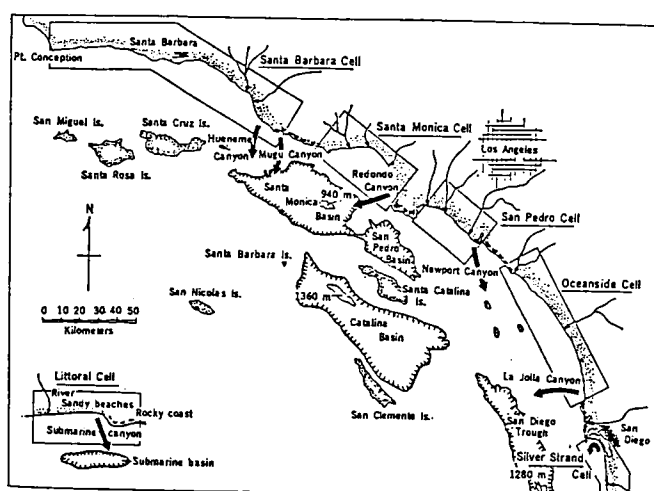 Santa Barbara
Pt. Conception
Santa Barbara Cell
San Miguel Is.
Santa Cruz Is.
Santa Rosa Is.
Hueneme
Canyon
Mugu Canyon
Santa Monica Cell
Los Angeles
Redondo
Canyon
Santa
Monica
Basin
940 m
San Pedro Cell
San
Pedro
Basin
N
Santa Barbara Is.
Newport Canyon
Santa Catalina
Is.
Oceanside Cell
San Nicolas Is.
1360 m
Catalina
Basin
0 10 20 30 40 50
Kilometers
San Clemente Is.
La Jolla Canyon
San Diego
Trough
San
Diego
Silver Strand
Cell
1280 m
Littoral Cell
River
Sandy beaches
Rocky coast
Submarine
canyon
Submarine basin